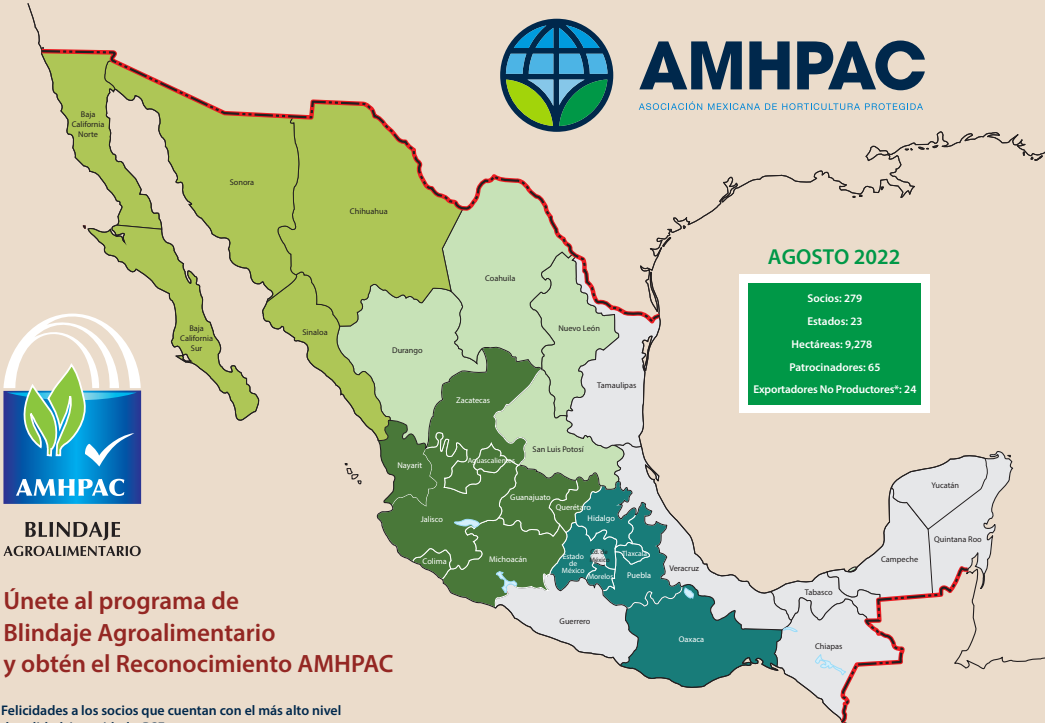 AMHPAC
ASOCIACIÓN MEXICANA DE HORTICULTURA PROTEGIDA
Baja
California
Norte
Sonora
Chihuahua
Coahuila
Nuevo León
Baja
California
Sur
Sinaloa
Durango
Tamaulipas
Zacatecas
San Luis Potosí
Nayarit
Aguascalientes
Guanajuato
Querétaro
Hidalgo
Jalisco
Colima
Michoacán
Estado
de
México
Cd. de
México
Tlaxcala
Morelos
Puebla
Veracruz
Guerrero
Oaxaca
Tabasco
Chiapas
Campeche
Yucatán
Quintana Roo
AGOSTO 2022
Socios: 279
Estados: 23
Hectáreas: 9,278
Patrocinadores: 65
Exportadores No Productores*: 24
AMHPAC
BLINDAJE
AGROALIMENTARIO
Únete al programa de
Blindaje Agroalimentario
y obtén el Reconocimiento AMHPAC
Felicidades a los socios que cuentan con el más alto nivel